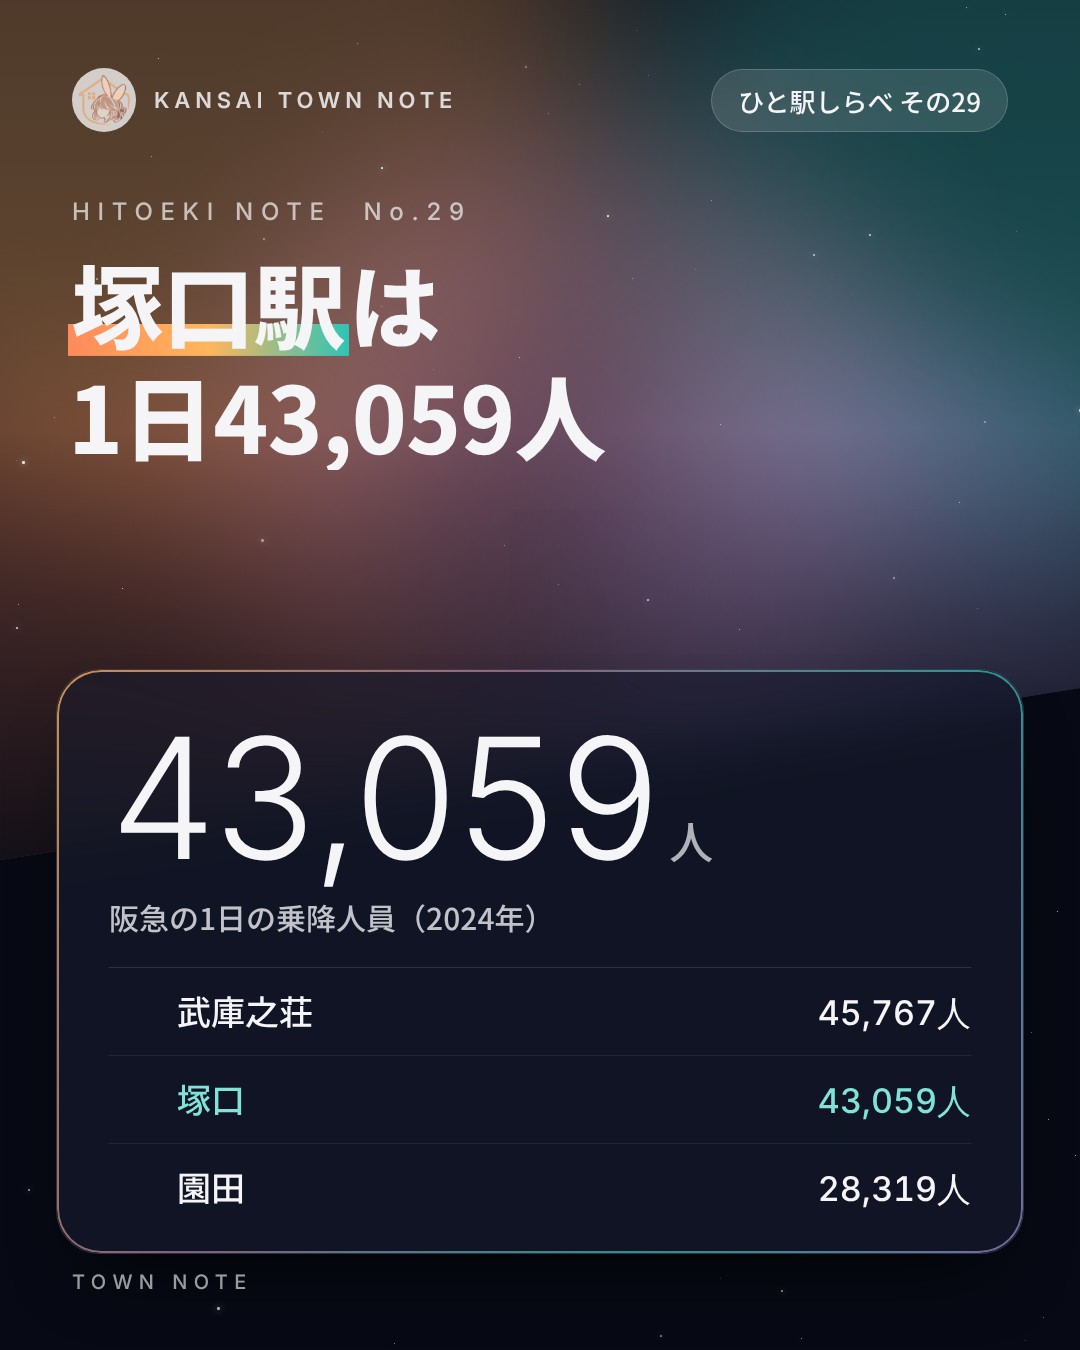 KANSAI TOWN NOTE
ひと駅しらべ その29
HITOEKI NOTE No.29
塚口駅は
1日43,059人
43,059人
阪急の1日の乗降人員（2024年）
武庫之荘 45,767人
塚口 43,059人
園田 28,319人
TOWN NOTE